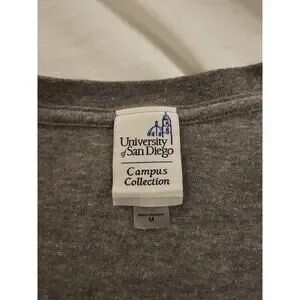 University
of San Diego
Campus
Collection
M